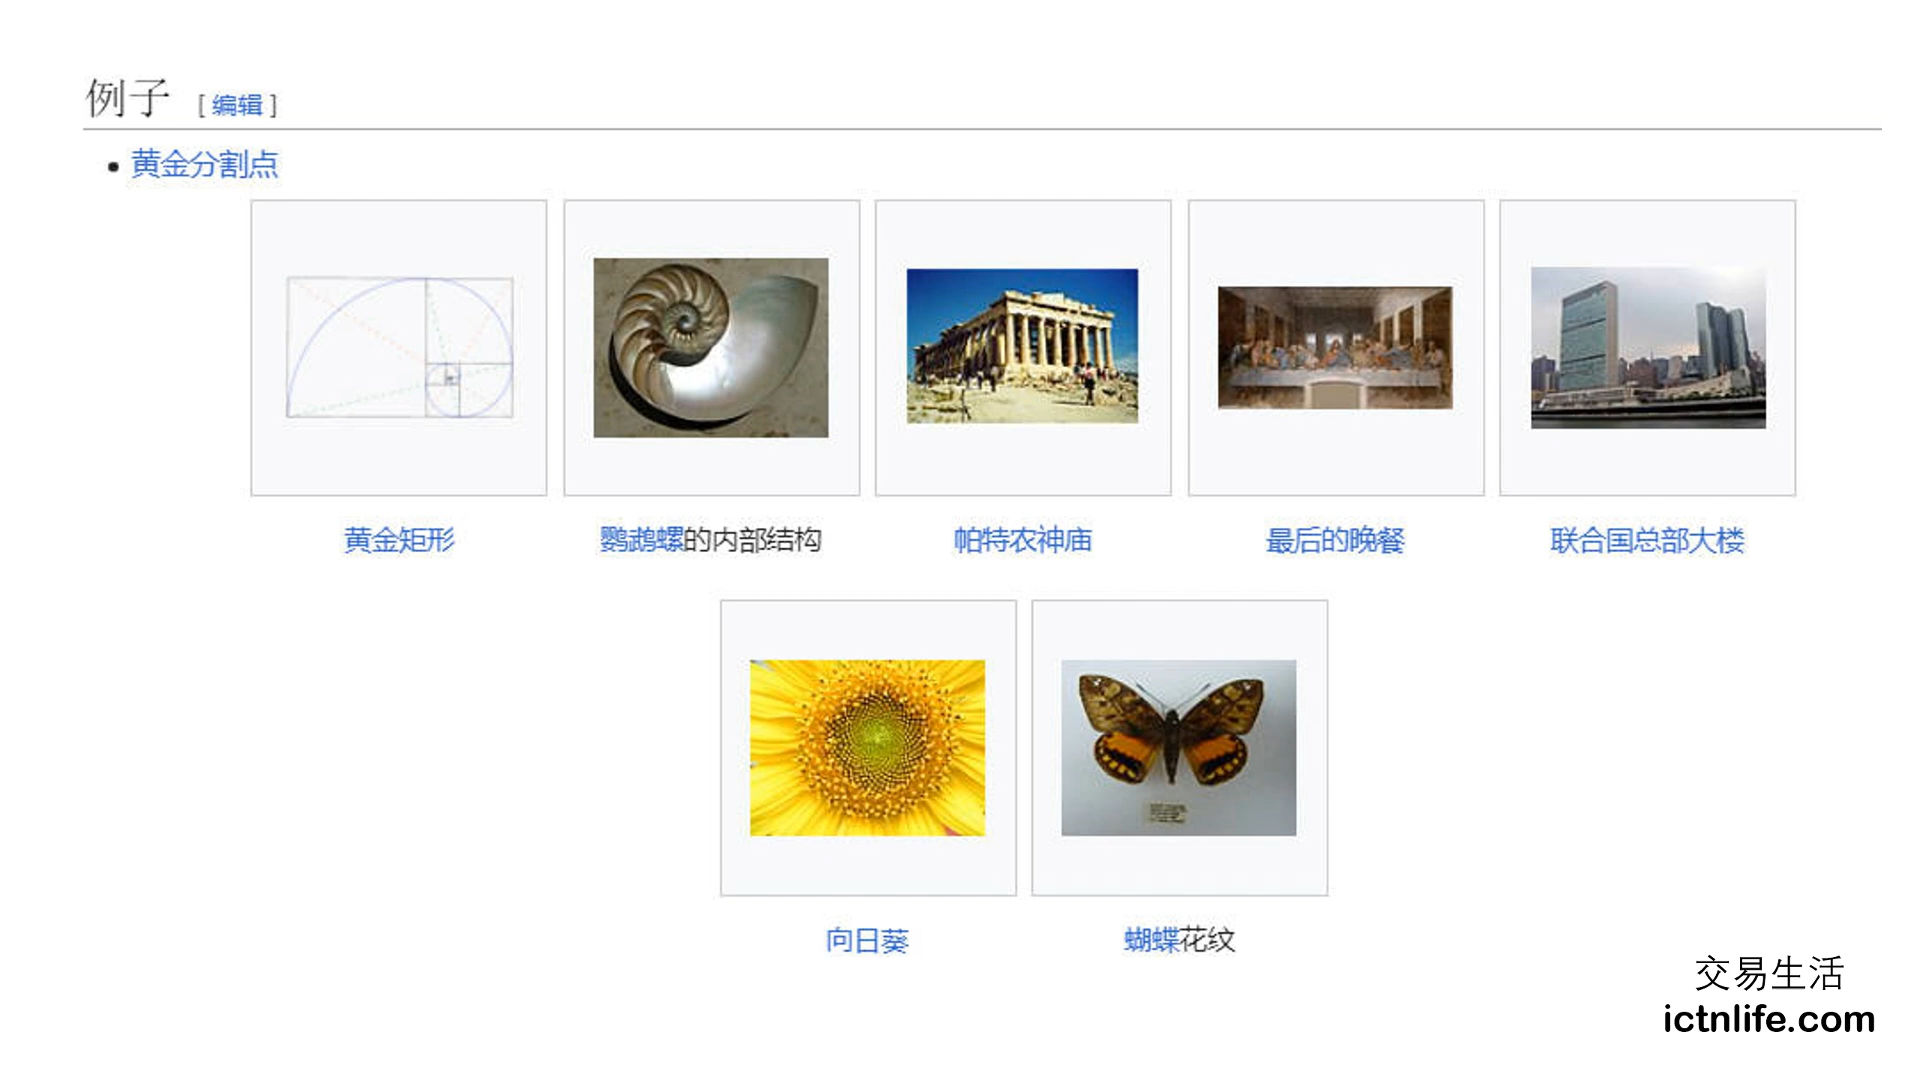 例子 [ 编辑 ]
• 黄金分割点
黄金矩形
鹦鹉螺的内部结构
帕特农神庙
最后的晚餐
联合国总部大楼
向日葵
蝴蝶花纹
交易生活
ictnlife.com